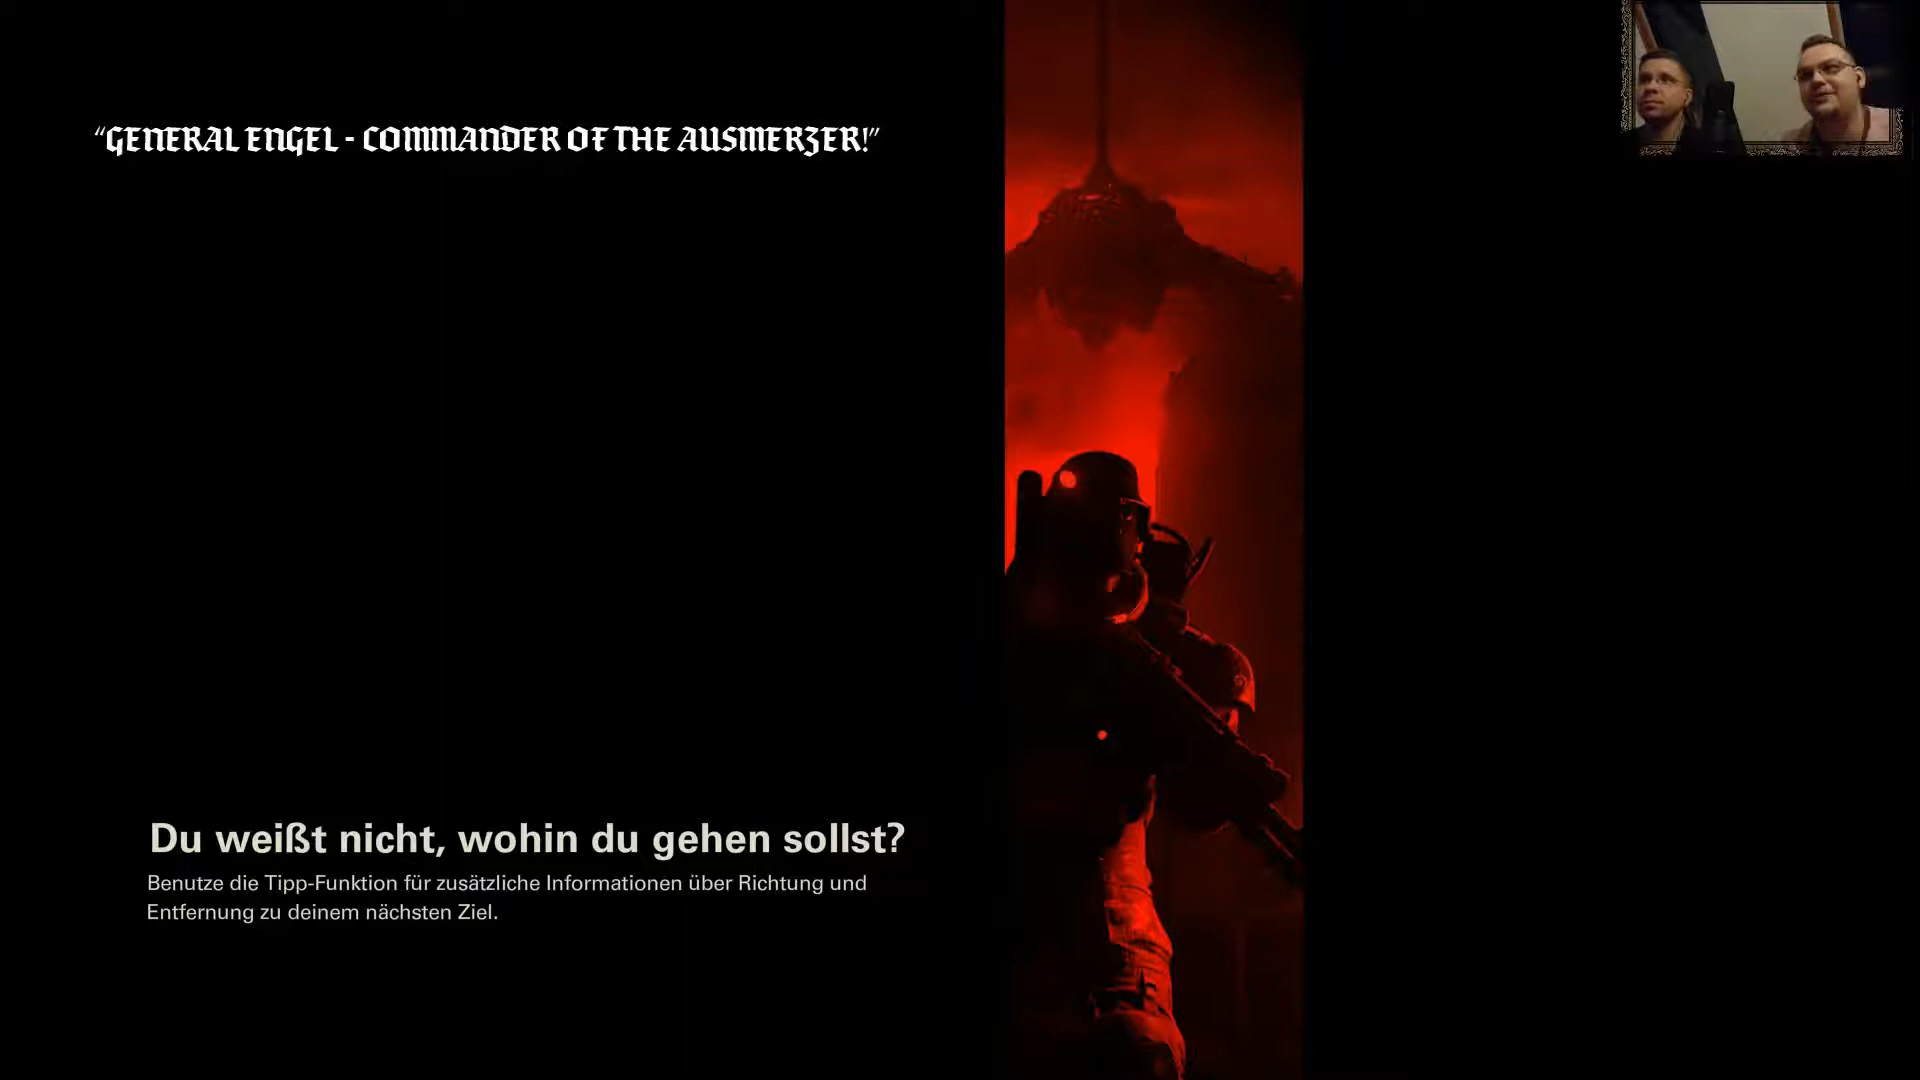 “GENERAL ENGEL - COMMANDER OF THE AUSMERZER!”
Du weißt nicht, wohin du gehen sollst?
Benutze die Tipp-Funktion für zusätzliche Informationen über Richtung und
Entfernung zu deinem nächsten Ziel.